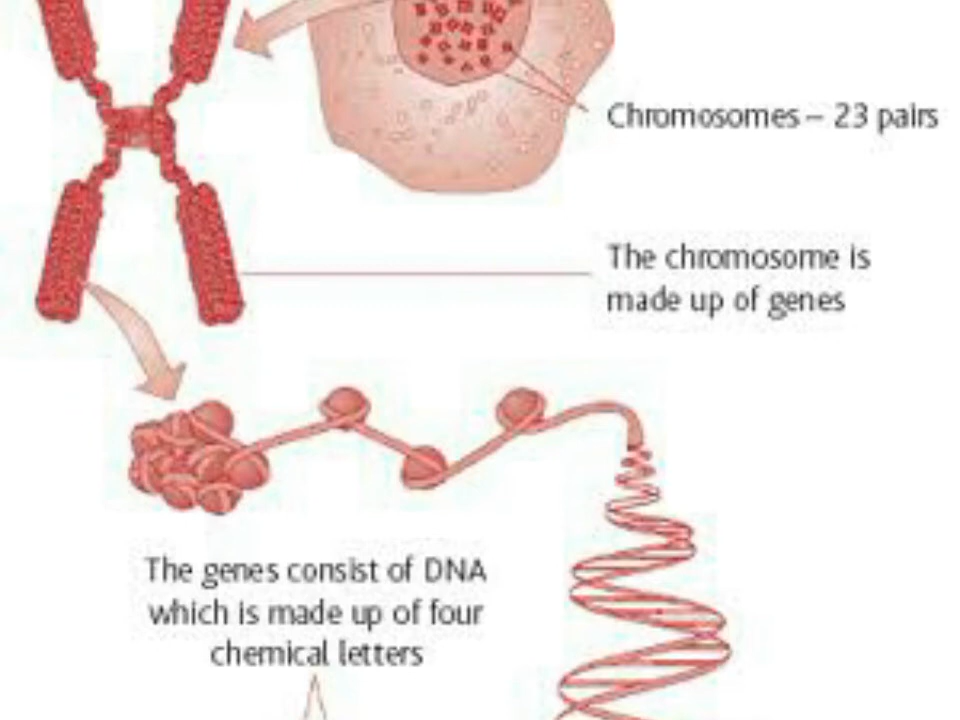 Chromosomes – 23 pairs
The chromosome is
made up of genes
The genes consist of DNA
which is made up of four
chemical letters